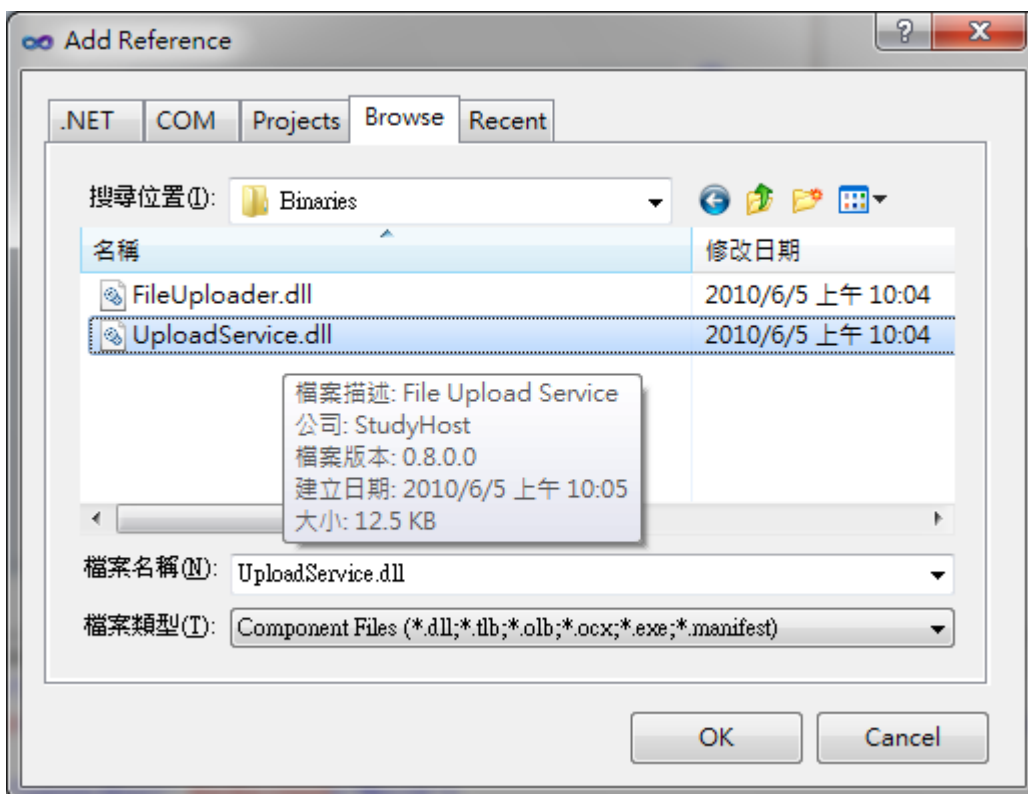 Add Reference
.NET COM Projects Browse Recent
搜尋位置(I): Binaries
名稱 修改日期
FileUploader.dll 2010/6/5 上午 10:04
UploadService.dll 2010/6/5 上午 10:04
檔案描述: File Upload Service
公司: StudyHost
檔案版本: 0.8.0.0
建立日期: 2010/6/5 上午 10:05
大小: 12.5 KB
檔案名稱(N): UploadService.dll
檔案類型(T): Component Files (*.dll;*.tlb;*.olb;*.ocx;*.exe;*.manifest)
OK Cancel